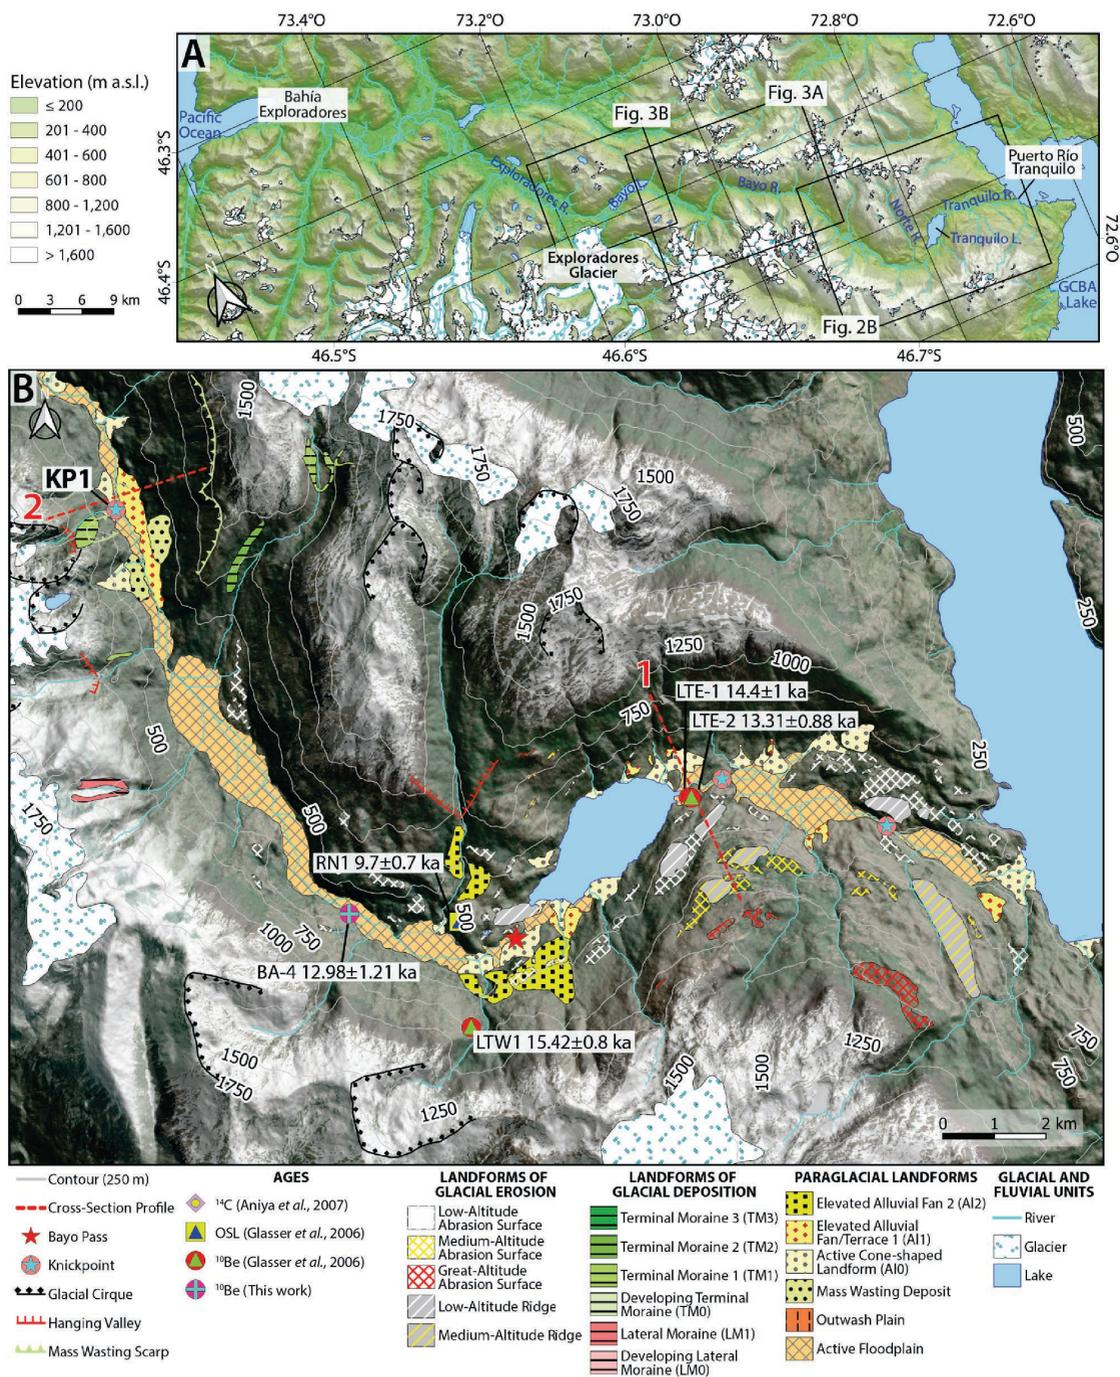 73.4°O
73.2°O
73.0°O
72.8°O
72.6°O
A
Elevation (m a.s.l.)
≤ 200
201 - 400
401 - 600
601 - 800
800 - 1,200
1,201 - 1,600
> 1,600
0 3 6 9 km
46.3°S
46.4°S
Pacific
Ocean
Bahía
Exploradores
Fig. 3B
Fig. 3A
Exploradores R.
Bayo L.
Bayo R.
Norte R.
Tranquilo R.
Puerto Río
Tranquilo
Tranquilo L.
Exploradores
Glacier
GCBA
Lake
Fig. 2B
72.6°O
46.5°S
46.6°S
46.7°S
B
1500
1750
1750
1500
1750
500
KP1
2
1500
1750
250
1250
1000
1
LTE-1 14.4±1 ka
750
LTE-2 13.31±0.88 ka
500
250
1750
500
RN1 9.7±0.7 ka
500
1000
750
BA-4 12.98±1.21 ka
LTW1 15.42±0.8 ka
1500
1750
1250
1500
1500
1250
750
750
0 1 2 km
Contour (250 m)
Cross-Section Profile
Bayo Pass
Knickpoint
Glacial Cirque
Hanging Valley
Mass Wasting Scarp
AGES
¹⁴C (Aniya et al., 2007)
OSL (Glasser et al., 2006)
¹⁰Be (Glasser et al., 2006)
¹⁰Be (This work)
LANDFORMS OF
GLACIAL EROSION
Low-Altitude
Abrasion Surface
Medium-Altitude
Abrasion Surface
Great-Altitude
Abrasion Surface
Low-Altitude Ridge
Medium-Altitude Ridge
LANDFORMS OF
GLACIAL DEPOSITION
Terminal Moraine 3 (TM3)
Terminal Moraine 2 (TM2)
Terminal Moraine 1 (TM1)
Developing Terminal
Moraine (TM0)
Lateral Moraine (LM1)
Developing Lateral
Moraine (LM0)
PARAGLACIAL LANDFORMS
Elevated Alluvial Fan 2 (Al2)
Elevated Alluvial
Fan/Terrace 1 (Al1)
Active Cone-shaped
Landform (Al0)
Mass Wasting Deposit
Outwash Plain
Active Floodplain
GLACIAL AND
FLUVIAL UNITS
River
Glacier
Lake